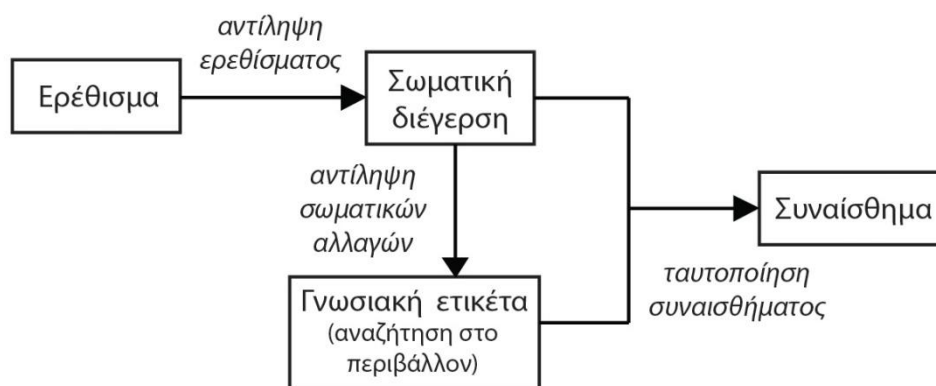 αντίληψη
ερεθίσματος
Ερέθισμα
Σωματική
διέγερση
αντίληψη
σωματικών
αλλαγών
Συναίσθημα
Γνωσιακή ετικέτα
(αναζήτηση στο
περιβάλλον)
ταυτοποίηση
συναισθήματος